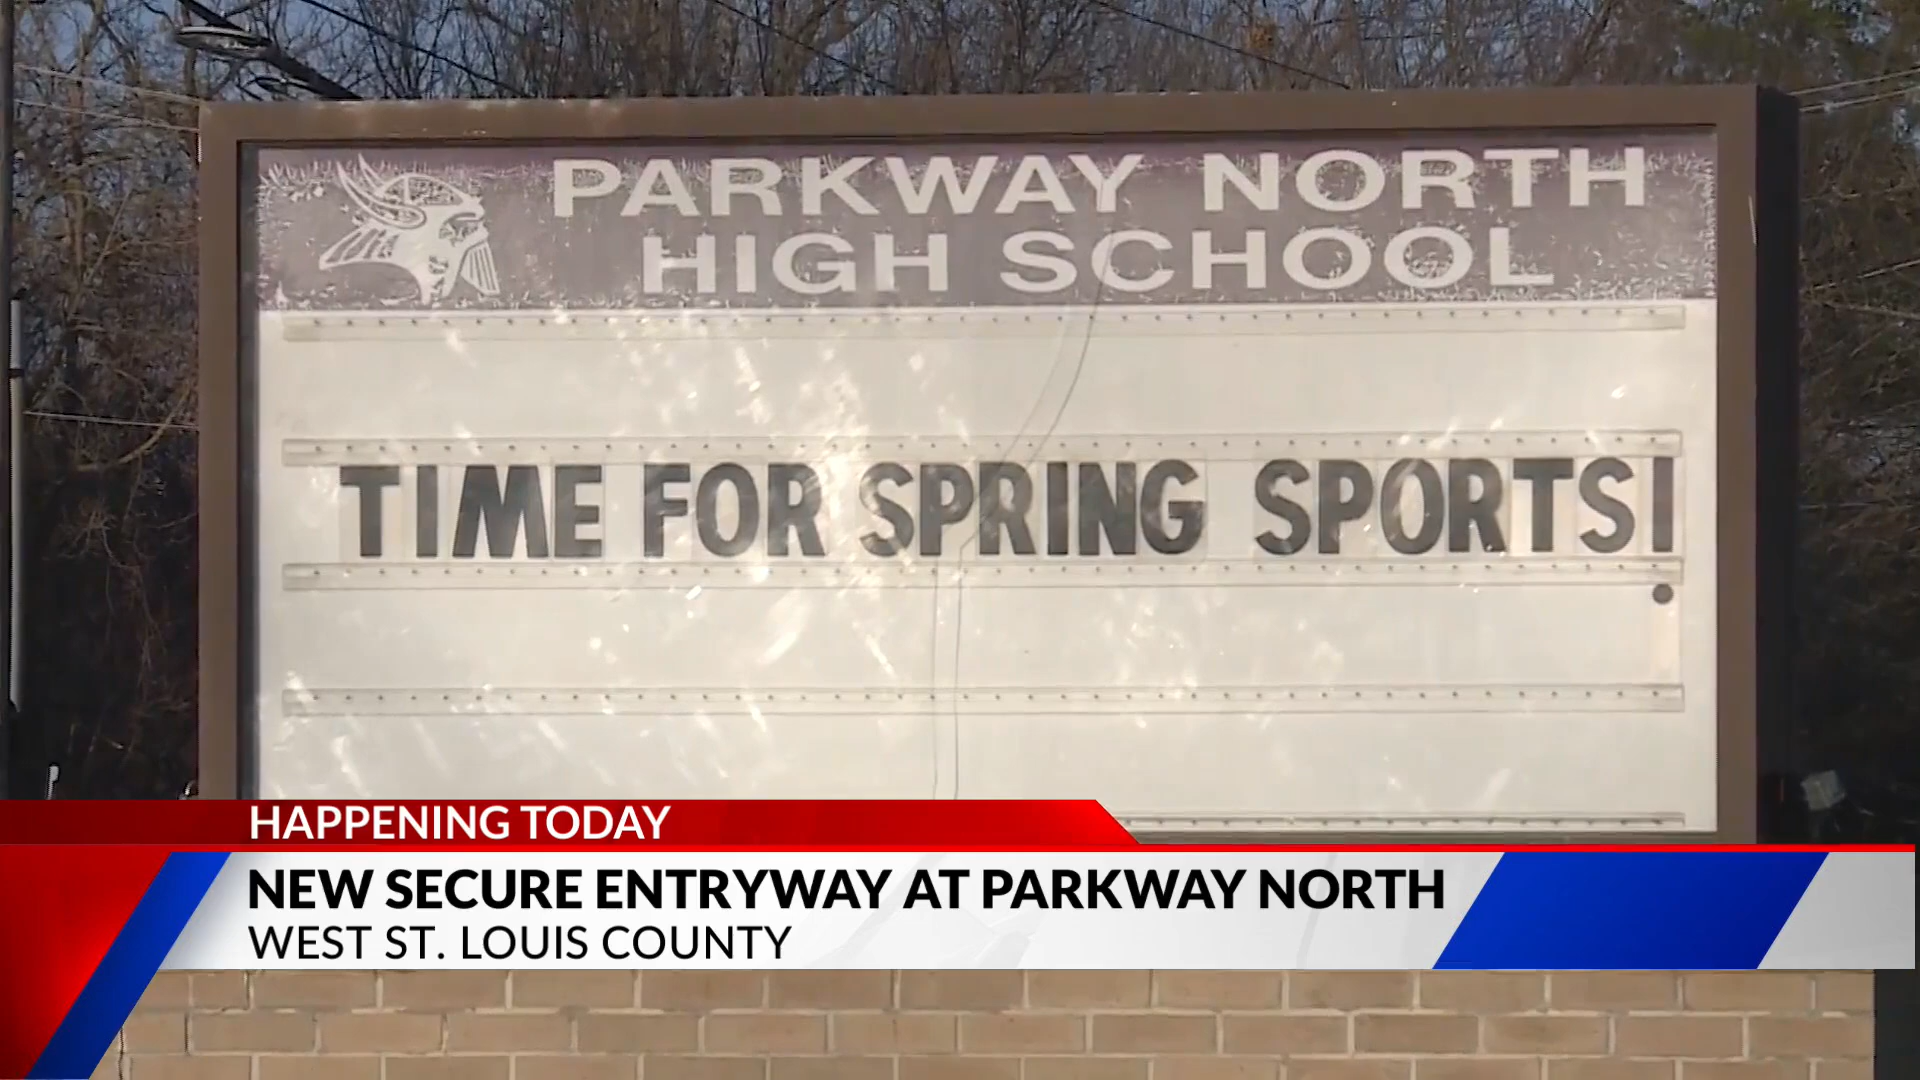 PARKWAY NORTH
HIGH SCHOOL
TIME FOR SPRING SPORTS!
HAPPENING TODAY
NEW SECURE ENTRYWAY AT PARKWAY NORTH
WEST ST. LOUIS COUNTY